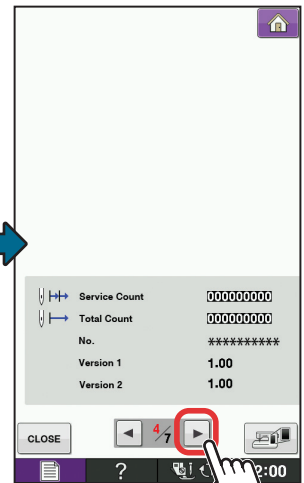 Service Count 000000000
Total Count 000000000
No. **********
Version 1 1.00
Version 2 1.00
CLOSE 4/7
? 2:00